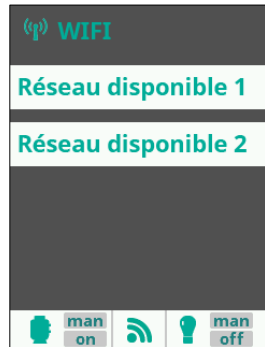 WIFI
Réseau disponible 1
Réseau disponible 2
man
on
man
off